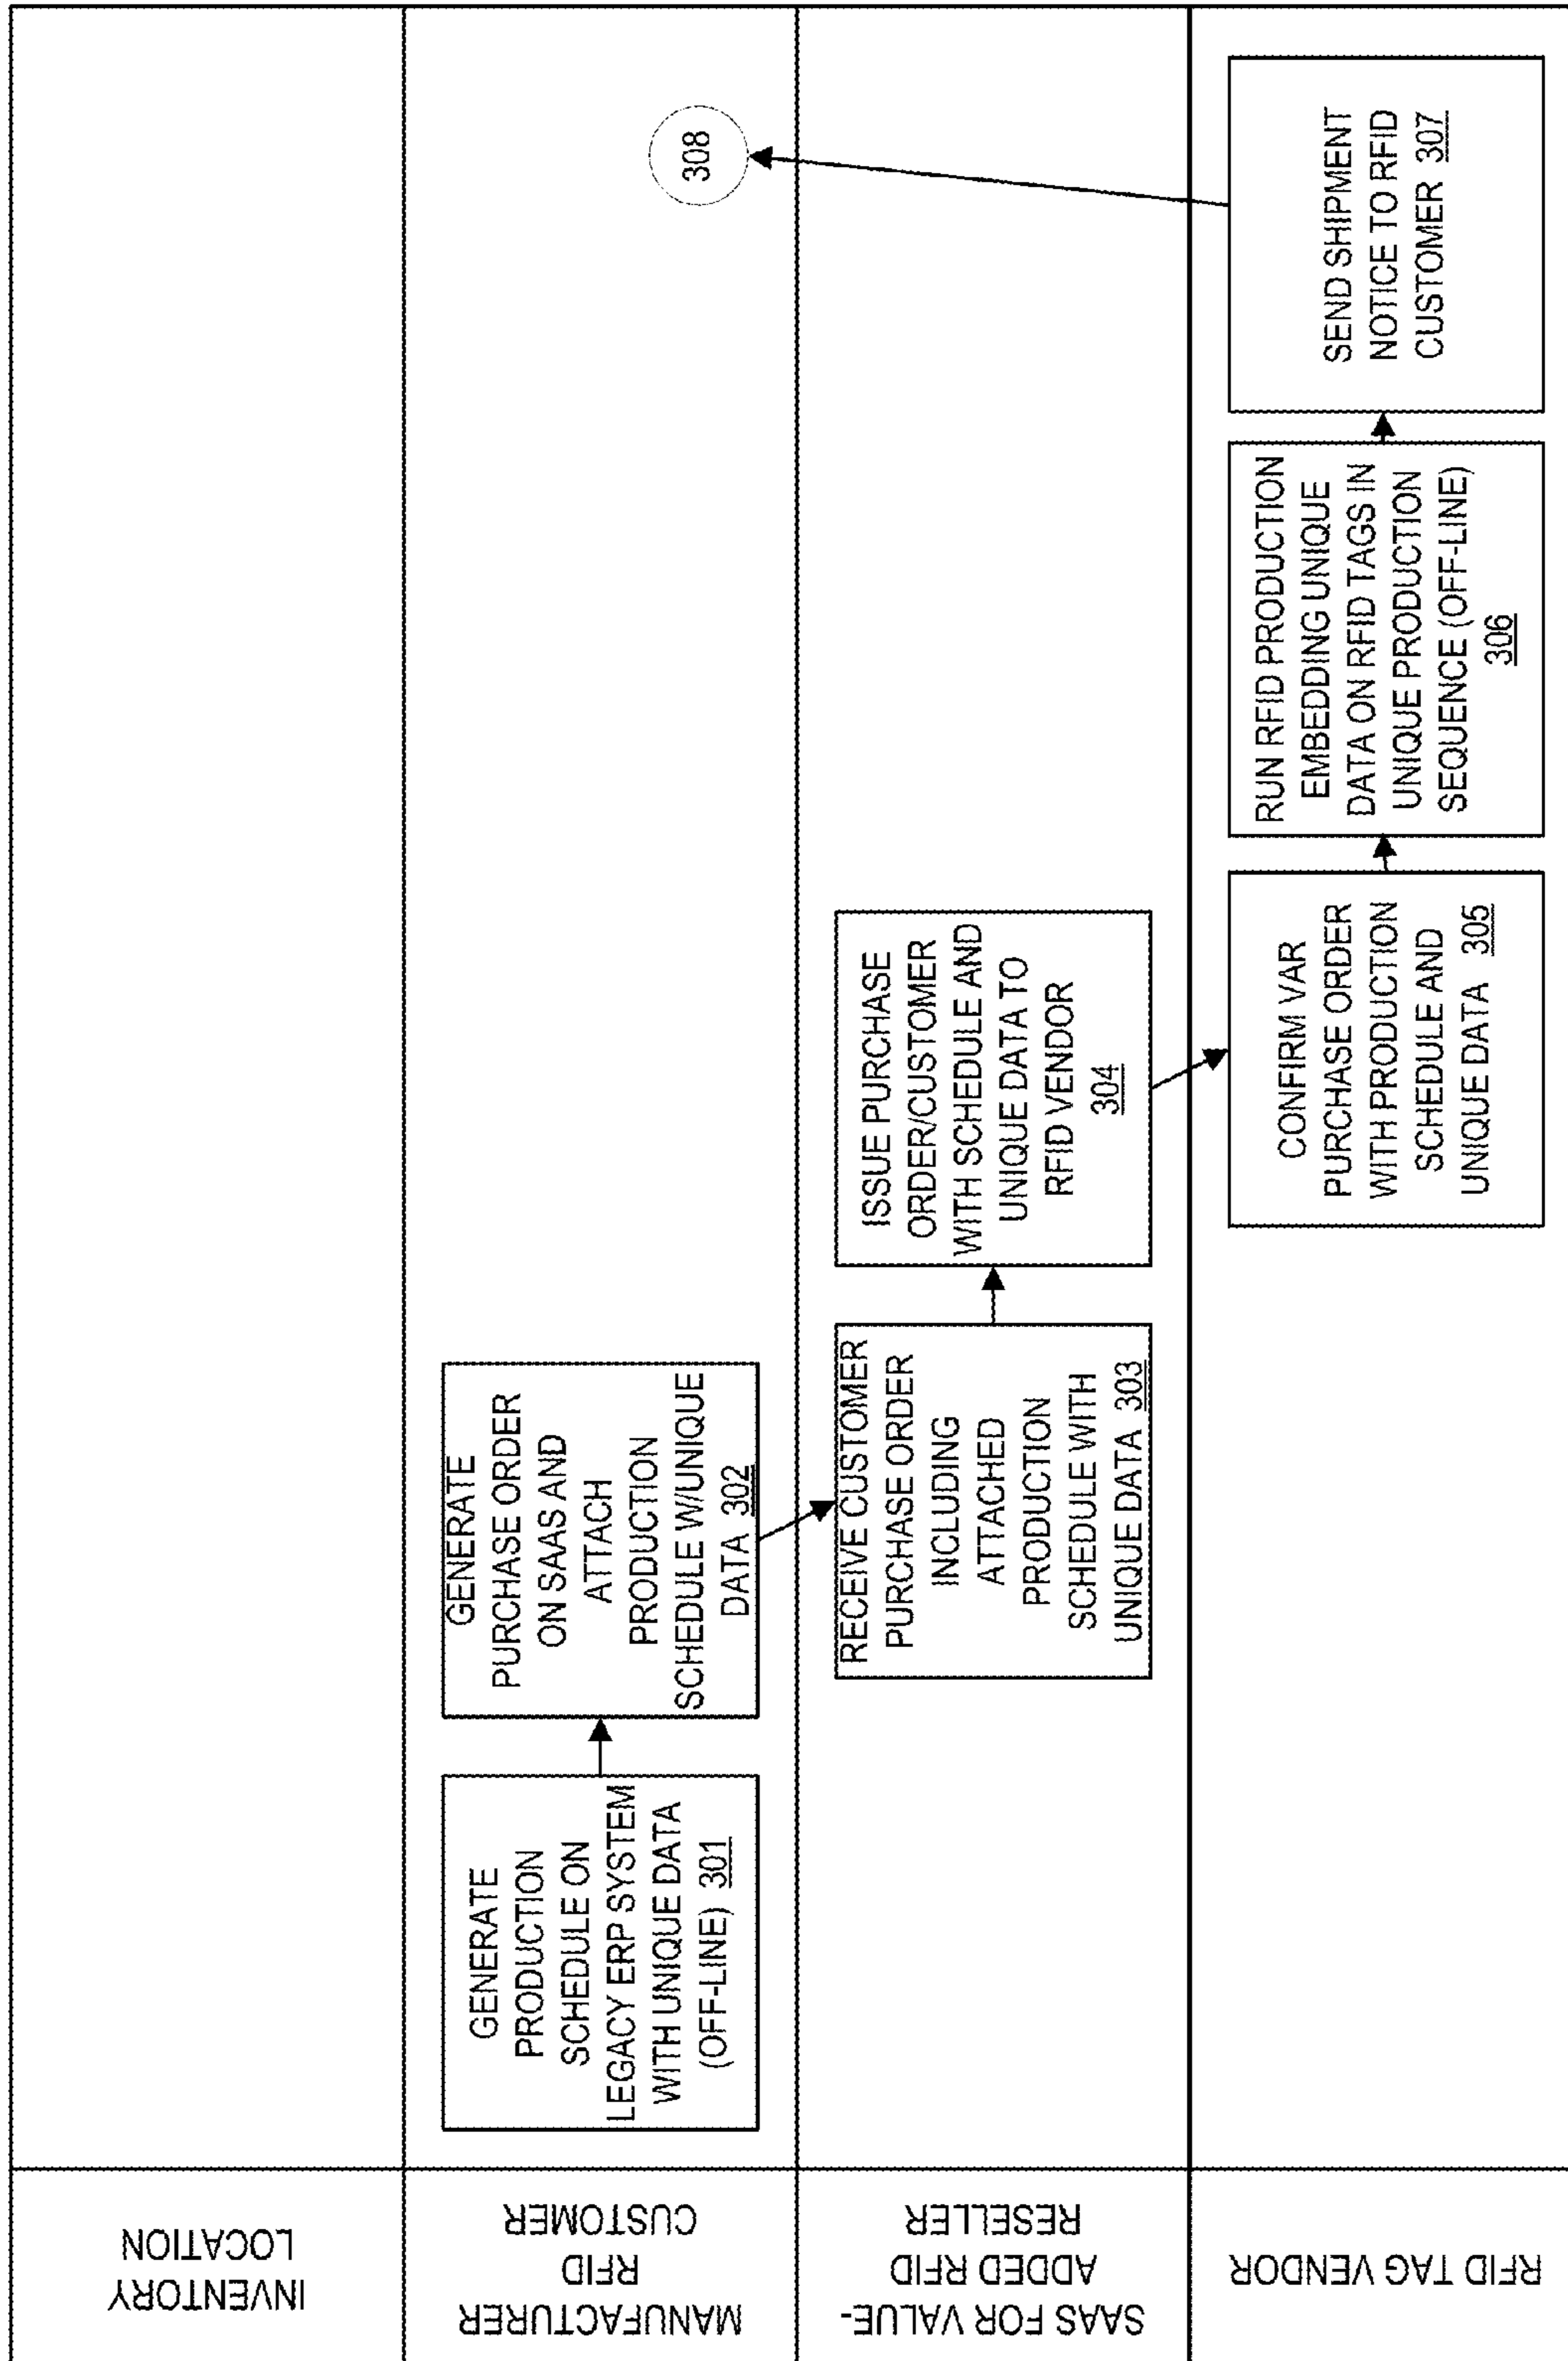 INVENTORY
LOCATION
MANUFACTURER
RFID
CUSTOMER
GENERATE
PRODUCTION
SCHEDULE ON
LEGACY ERP SYSTEM
WITH UNIQUE DATA
(OFF-LINE) 301
GENERATE
PURCHASE ORDER
ON SAAS AND
ATTACH
PRODUCTION
SCHEDULE W/UNIQUE
DATA 302
308
SAAS FOR VALUE-
ADDED RFID
RESELLER
RECEIVE CUSTOMER
PURCHASE ORDER
INCLUDING
ATTACHED
PRODUCTION
SCHEDULE WITH
UNIQUE DATA 303
ISSUE PURCHASE
ORDER/CUSTOMER
WITH SCHEDULE AND
UNIQUE DATA TO
RFID VENDOR
304
RFID TAG VENDOR
CONFIRM VAR
PURCHASE ORDER
WITH PRODUCTION
SCHEDULE AND
UNIQUE DATA 305
RUN RFID PRODUCTION
EMBEDDING UNIQUE
DATA ON RFID TAGS IN
UNIQUE PRODUCTION
SEQUENCE (OFF-LINE)
306
SEND SHIPMENT
NOTICE TO RFID
CUSTOMER 307